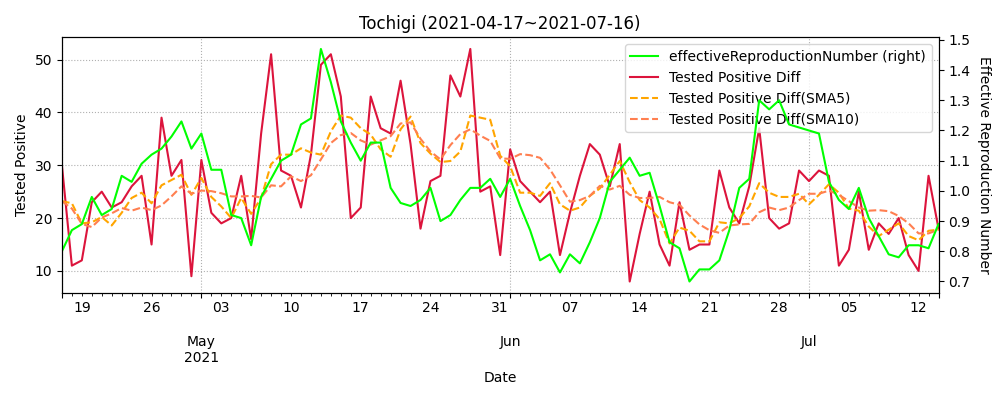 Tochigi (2021-04-17~2021-07-16)
effectiveReproductionNumber (right)
Tested Positive Diff
Tested Positive Diff(SMA5)
Tested Positive Diff(SMA10)
Tested Positive
50
40
30
20
10
1.5
1.4
1.3
1.2
1.1
1.0
0.9
0.8
0.7
Effective Reproduction Number
19 26 03 10 17 24 31 07 14 21 28 05 12
May Jun Jul
2021
Date